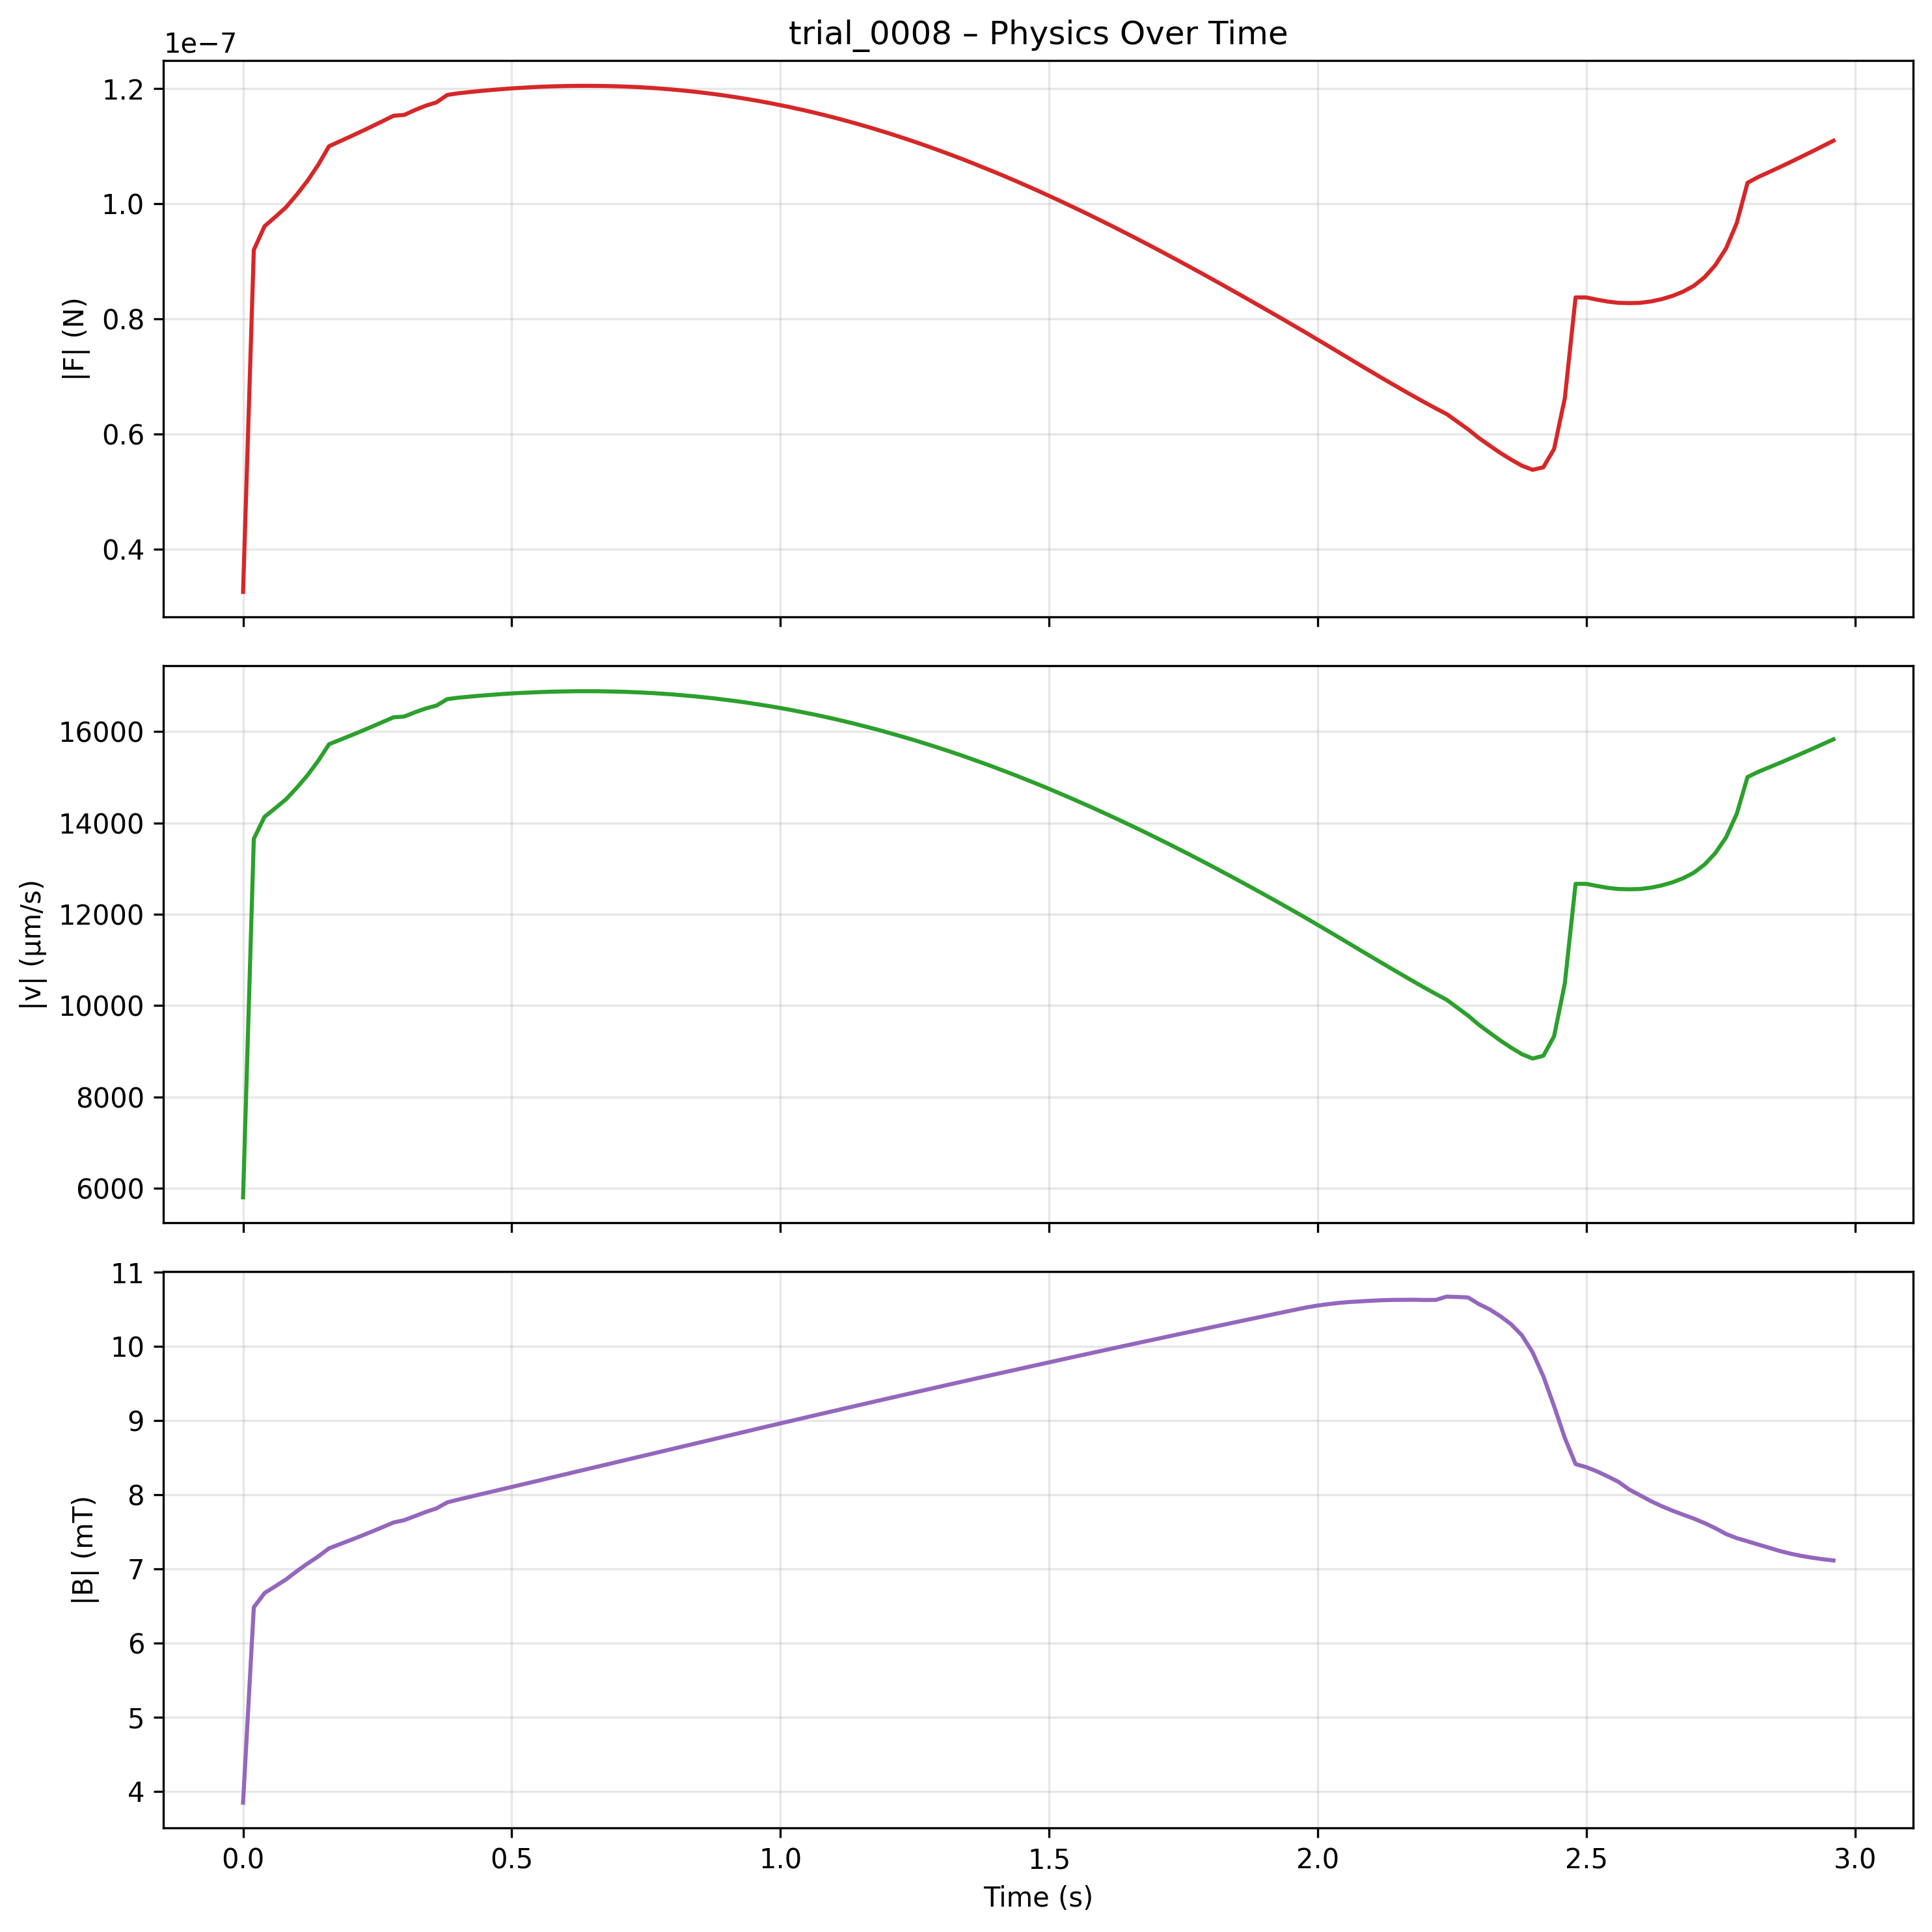 trial_0008 – Physics Over Time
1e−7
1.2
1.0
0.8
0.6
0.4
|F| (N)
16000
14000
12000
10000
8000
6000
|v| (µm/s)
11
10
9
8
7
6
5
4
|B| (mT)
0.0 0.5 1.0 1.5 2.0 2.5 3.0
Time (s)